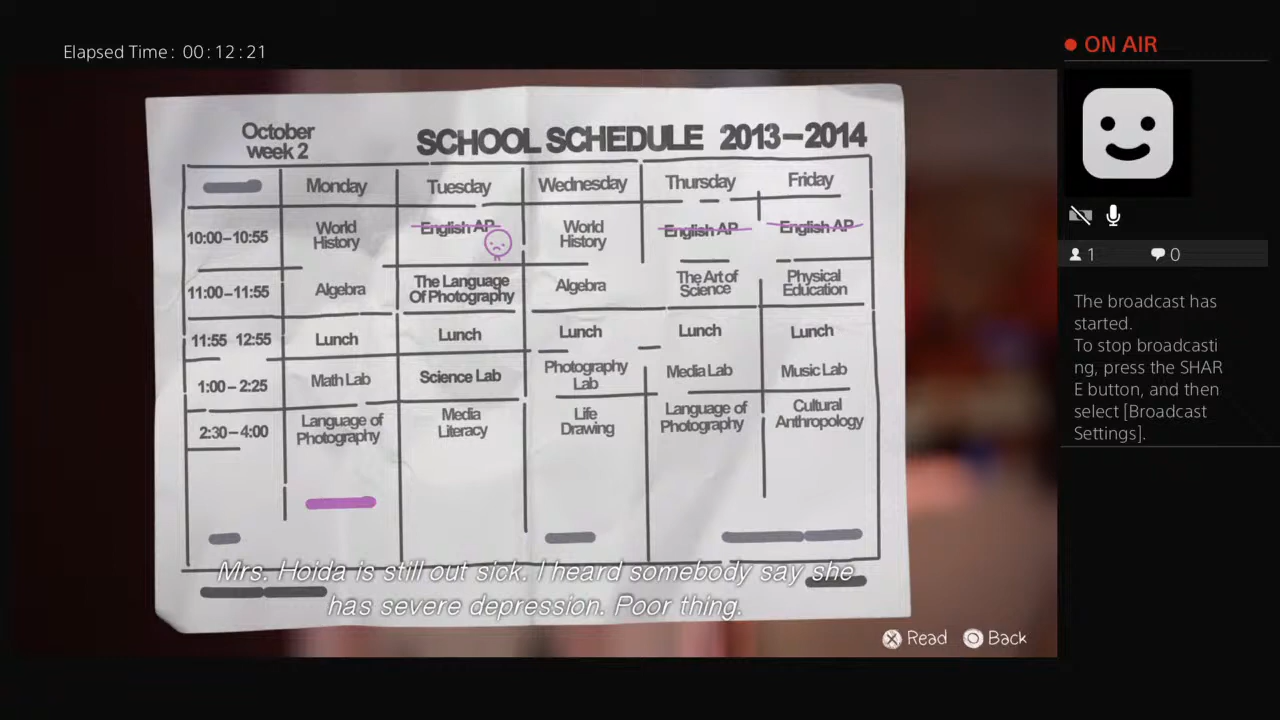 Elapsed Time: 00:12:21
ON AIR
October
week 2
SCHOOL SCHEDULE 2013-2014
Monday
Tuesday
Wednesday
Thursday
Friday
10:00-10:55
World
History
English AP
World
History
English AP
English AP
11:00-11:55
Algebra
The Language
Of Photography
Algebra
The Art of
Science
Physical
Education
11:55 12:55
Lunch
Lunch
Lunch
Lunch
Lunch
1:00-2:25
Math Lab
Science Lab
Photography
Lab
Media Lab
Music Lab
2:30-4:00
Language of
Photography
Media
Literacy
Life
Drawing
Language of
Photography
Cultural
Anthropology
Mrs. Hoida is still out sick. I heard somebody say she
has severe depression. Poor thing.
Read
Back
1
0
The broadcast has
started.
To stop broadcasti
ng, press the SHAR
E button, and then
select [Broadcast
Settings].